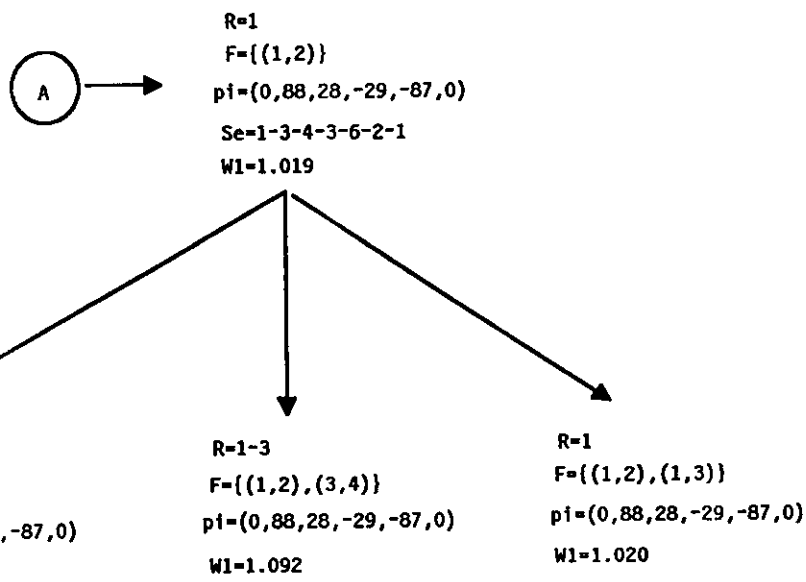 R=1
F={(1,2)}
A
pi=(0,88,28,-29,-87,0)
Se=1-3-4-3-6-2-1
W1=1.019
R=1-3
F={(1,2),(3,4)}
pi=(0,88,28,-29,-87,0)
W1=1.092
R=1
F={(1,2),(1,3)}
pi=(0,88,28,-29,-87,0)
W1=1.020
,-87,0)